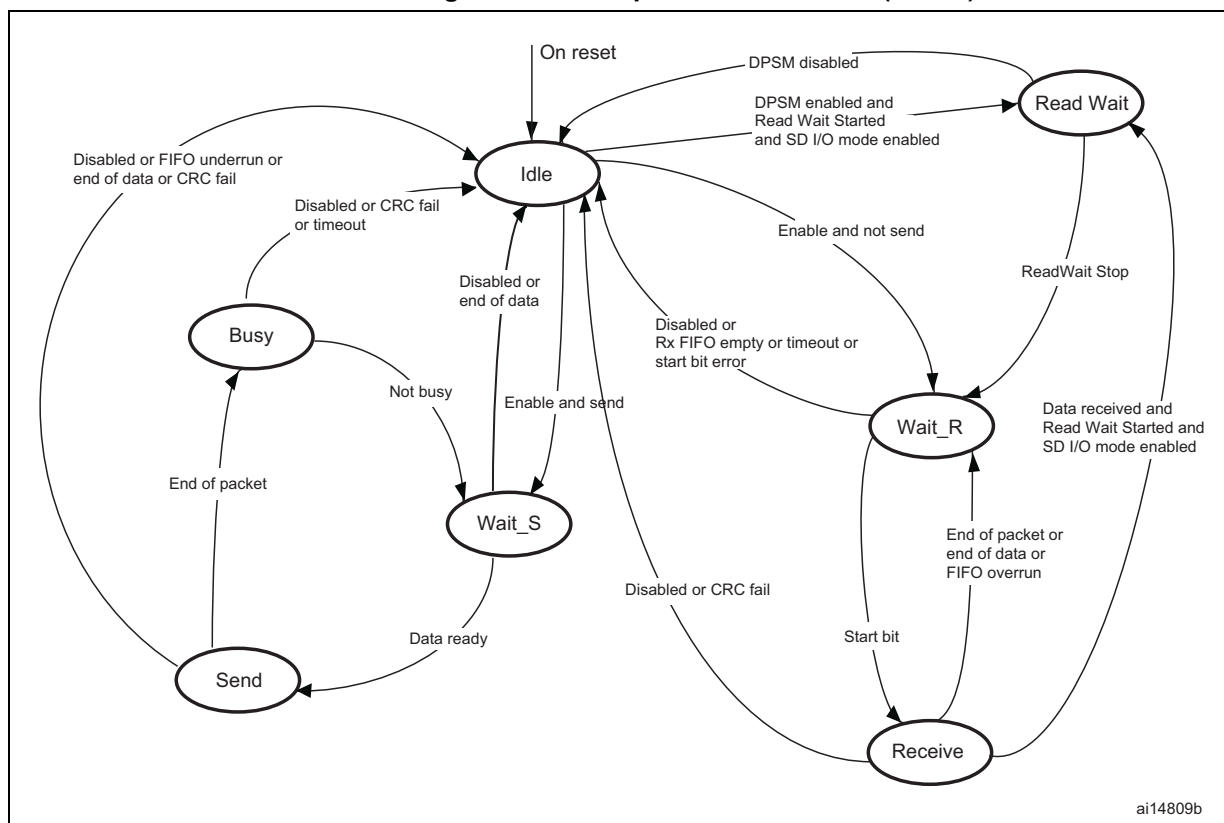 On reset
DPSM disabled
Read Wait
DPSM enabled and
Read Wait Started
and SD I/O mode enabled
Disabled or FIFO underrun or
end of data or CRC fail
Idle
Disabled or CRC fail
or timeout
Enable and not send
Disabled or
end of data
ReadWait Stop
Busy
Disabled or
Rx FIFO empty or timeout or
start bit error
Not busy
Enable and send
Wait_R
Data received and
Read Wait Started and
SD I/O mode enabled
End of packet
Wait_S
End of packet or
end of data or
FIFO overrun
Disabled or CRC fail
Data ready
Start bit
Send
Receive
ai14809b